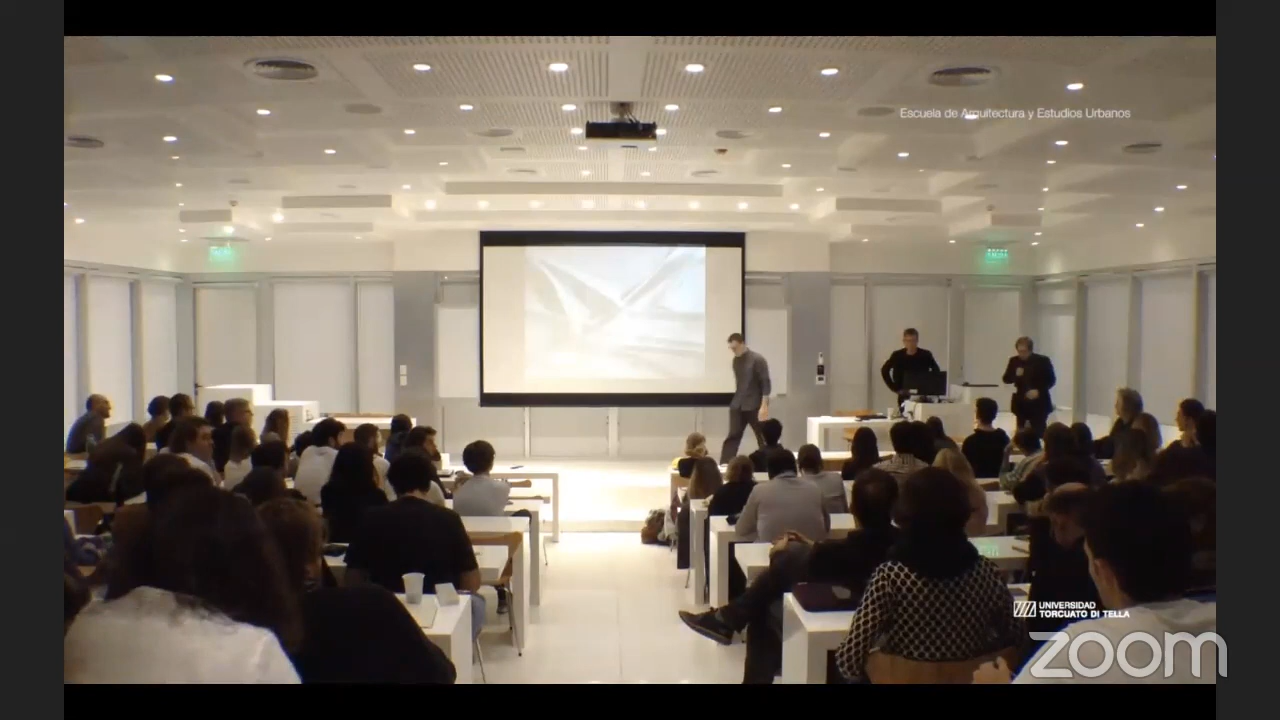 Escuela de Arquitectura y Estudios Urbanos
UNIVERSIDAD
TORCUATO DI TELLA
zoom